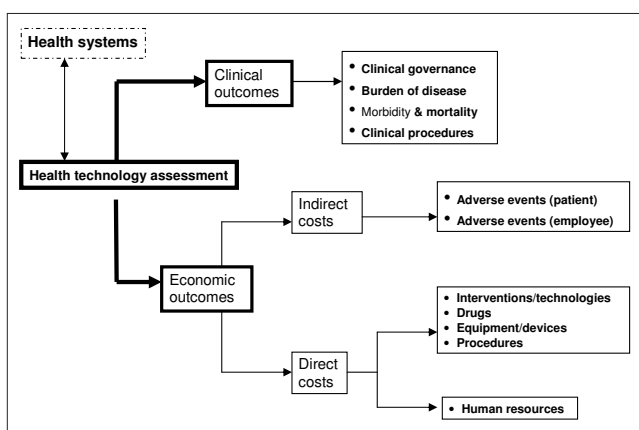 Health systems
Clinical
outcomes
• Clinical governance
• Burden of disease
• Morbidity & mortality
• Clinical procedures
Health technology assessment
Indirect
costs
• Adverse events (patient)
• Adverse events (employee)
Economic
outcomes
• Interventions/technologies
• Drugs
• Equipment/devices
• Procedures
Direct
costs
• Human resources